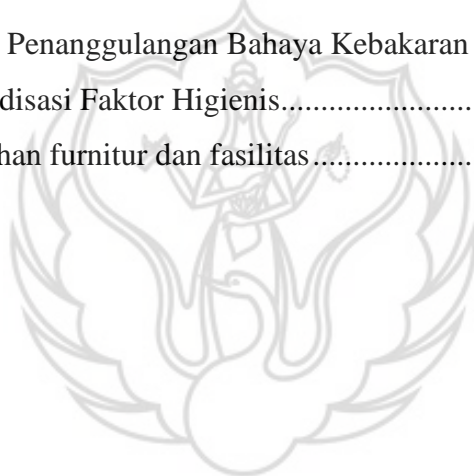 Penanggulangan Bahaya Kebakaran
disasi Faktor Higienis.......................
han furnitur dan fasilitas....................